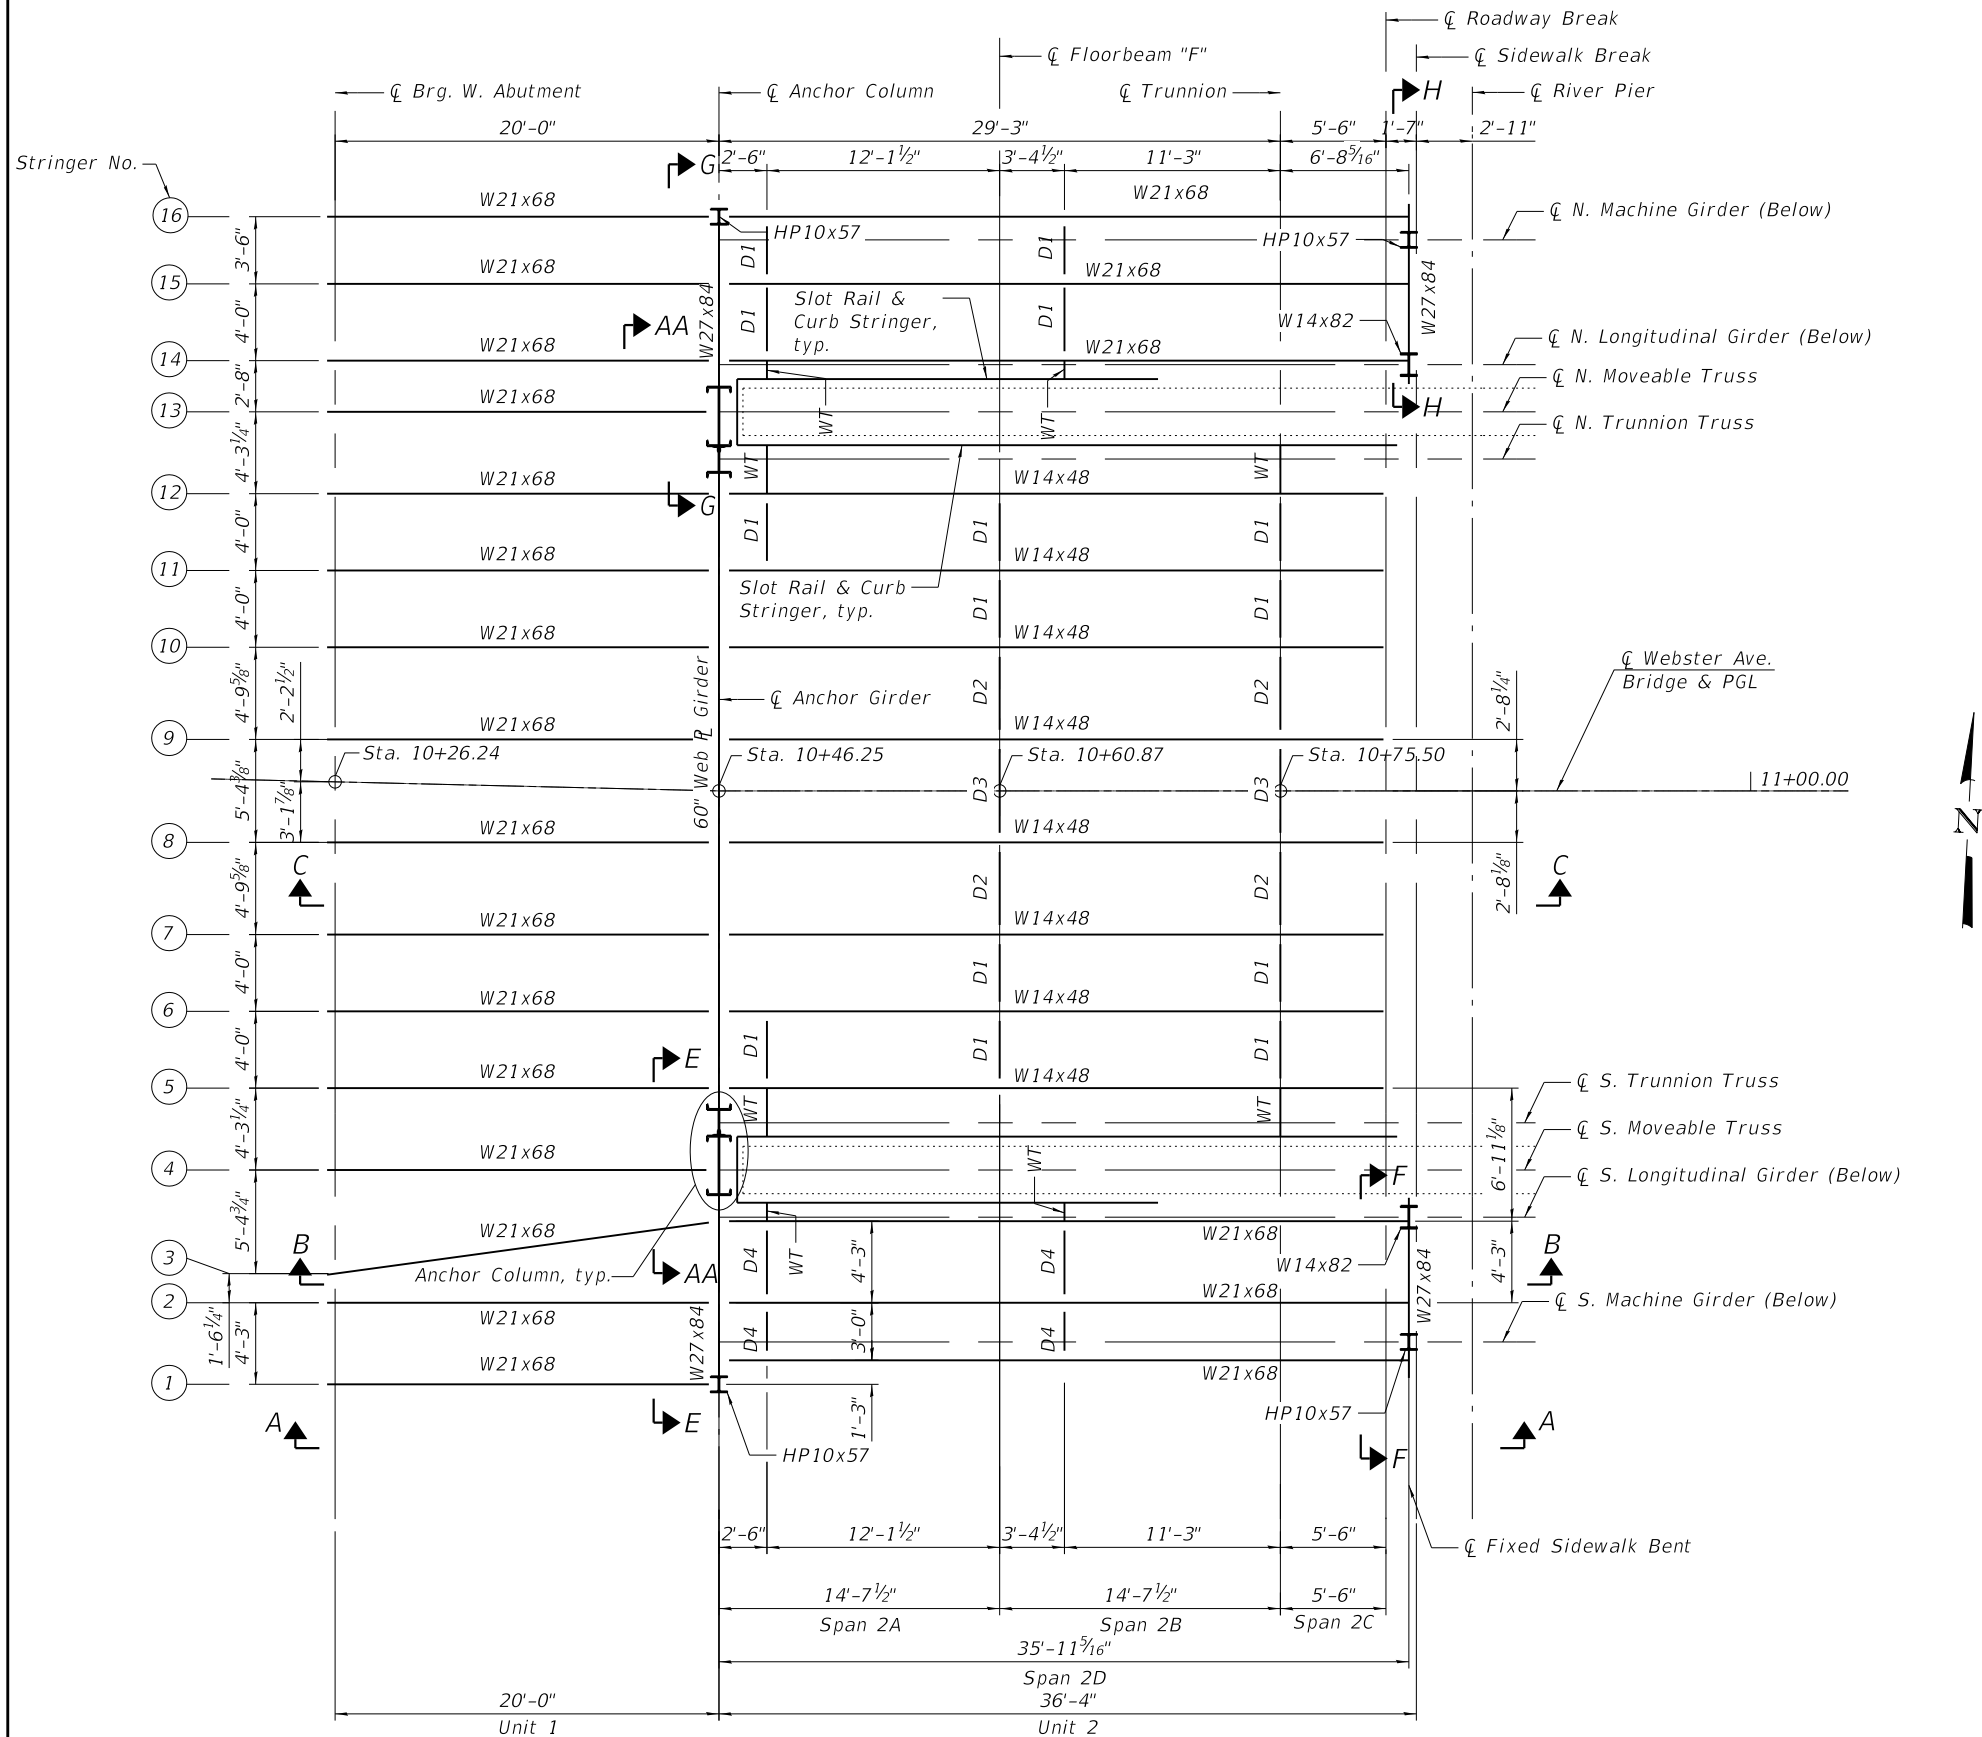 ℄ Roadway Break
℄ Floorbeam "F"
℄ Sidewalk Break
℄ Brg. W. Abutment
℄ Anchor Column
℄ Trunnion
H
℄ River Pier
20'-0"
29'-3"
5'-6"
1'-7"
2'-11"
Stringer No.
G
2'-6"
12'-1½"
3'-4½"
11'-3"
6'-8 5/16"
16
W21x68
W21x68
℄ N. Machine Girder (Below)
HP10x57
HP10x57
3'-6"
D1
D1
15
W21x68
W21x68
W27x84
W27x84
Slot Rail &
Curb Stringer,
typ.
4'-0"
AA
D1
D1
W14x82
℄ N. Longitudinal Girder (Below)
14
W21x68
W21x68
℄ N. Moveable Truss
2'-8"
13
W21x68
H
WT
WT
℄ N. Trunnion Truss
4'-3¼"
WT
WT
12
W21x68
W14x48
G
4'-0"
D1
D1
D1
11
W21x68
W14x48
Slot Rail & Curb
Stringer, typ.
4'-0"
D1
D1
10
W21x68
W14x48
℄ Webster Ave.
Bridge & PGL
4'-9⅝"
2'-2½"
60" Web ℄ Girder
℄ Anchor Girder
D2
D2
2'-8¼"
9
W21x68
W14x48
Sta. 10+26.24
Sta. 10+46.25
Sta. 10+60.87
Sta. 10+75.50
5'-4⅜"
3'-1⅞"
D3
D3
11+00.00
N
8
W21x68
W14x48
C
C
4'-9⅝"
D2
D2
2'-8⅛"
7
W21x68
W14x48
4'-0"
D1
D1
6
W21x68
W14x48
4'-0"
D1
D1
D1
E
5
W21x68
W14x48
℄ S. Trunnion Truss
WT
WT
4'-3¼"
℄ S. Moveable Truss
6'-11⅛"
4
W21x68
WT
F
℄ S. Longitudinal Girder (Below)
5'-4¾"
W21x68
W21x68
3
B
B
WT
D4
D4
4'-3"
4'-3"
W14x82
Anchor Column, typ.
AA
W27x84
2
W21x68
W21x68
℄ S. Machine Girder (Below)
1'-6¼"
4'-3"
W27x84
D4
D4
3'-0"
1
W21x68
W21x68
A
A
E
1'-3"
HP10x57
HP10x57
F
2'-6"
12'-1½"
3'-4½"
11'-3"
5'-6"
℄ Fixed Sidewalk Bent
14'-7½"
14'-7½"
5'-6"
Span 2A
Span 2B
Span 2C
35'-11 5/16"
Span 2D
20'-0"
36'-4"
Unit 1
Unit 2